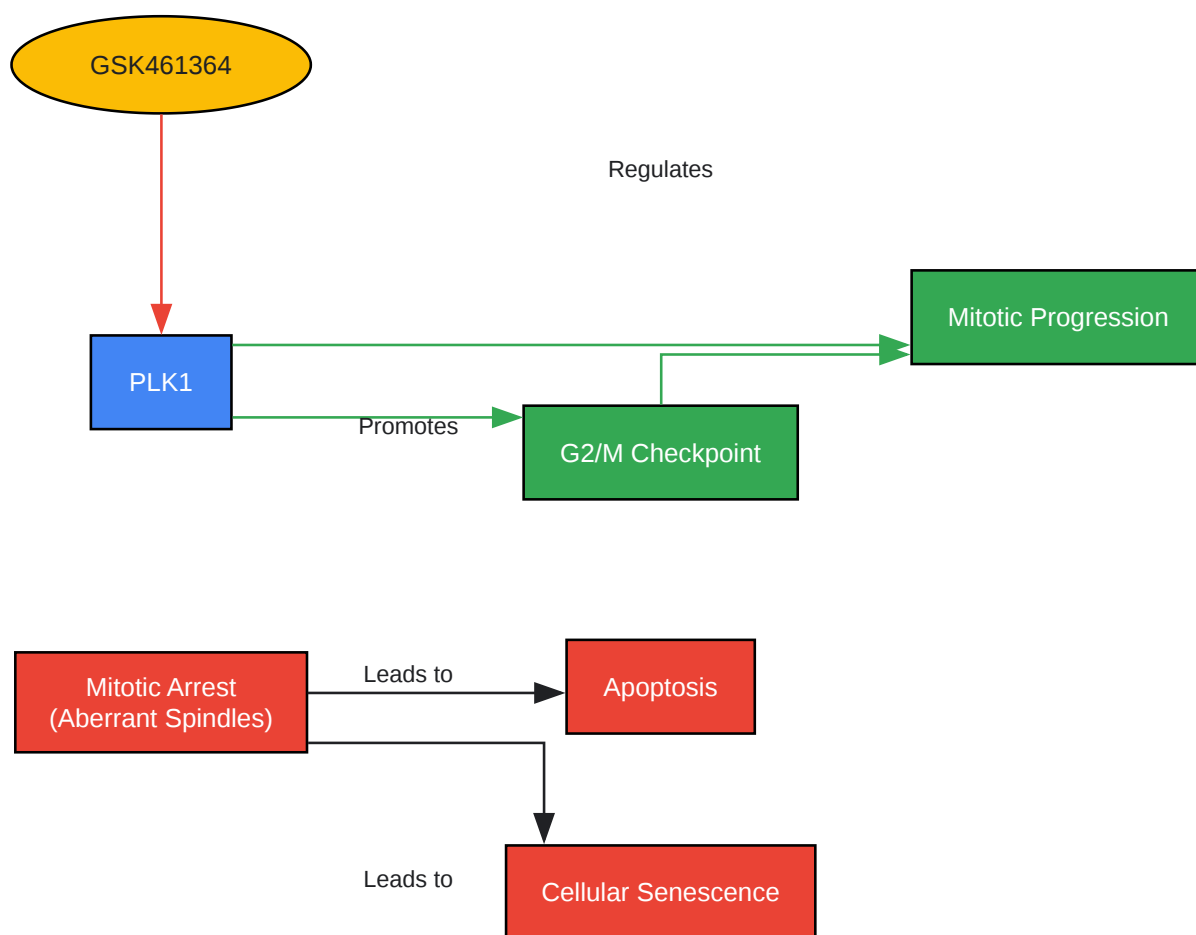 GSK461364
Regulates
Mitotic Progression
PLK1
Promotes
G2/M Checkpoint
Leads to
Apoptosis
Mitotic Arrest
(Aberrant Spindles)
Leads to
Cellular Senescence